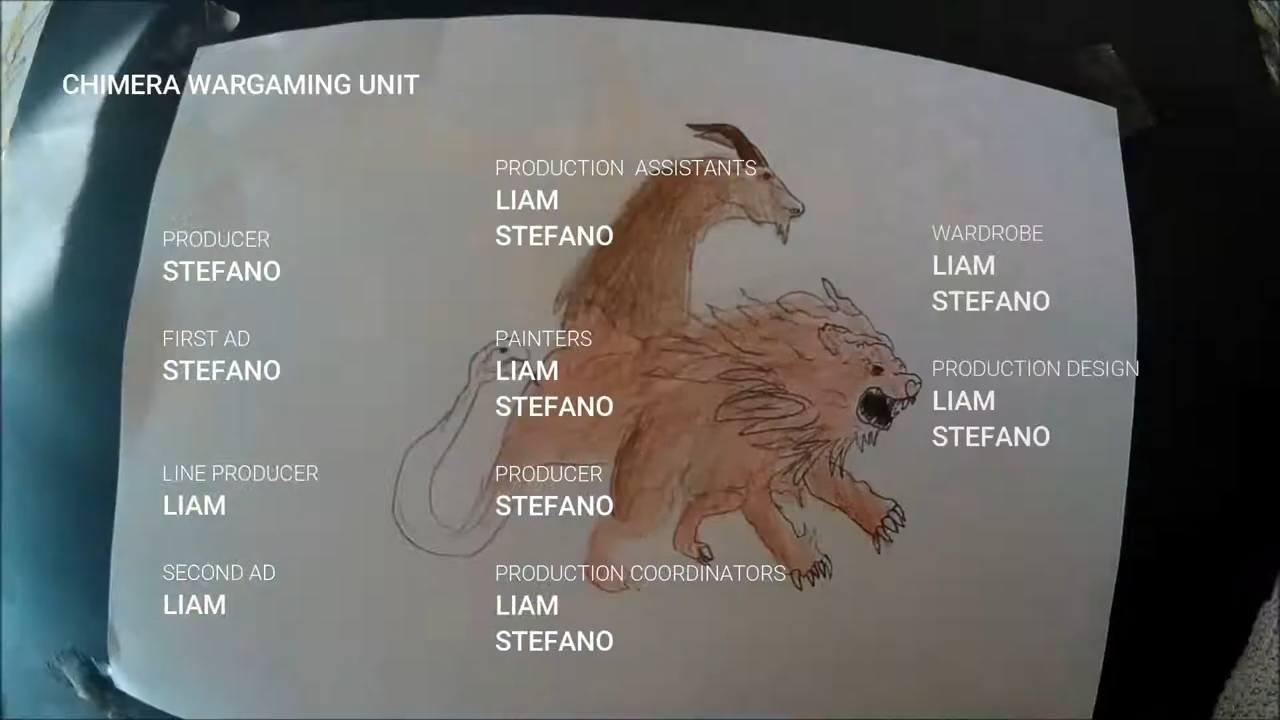 CHIMERA WARGAMING UNIT
PRODUCER
STEFANO
FIRST AD
STEFANO
LINE PRODUCER
LIAM
SECOND AD
LIAM
PRODUCTION ASSISTANTS
LIAM
STEFANO
PAINTERS
LIAM
STEFANO
PRODUCER
STEFANO
PRODUCTION COORDINATORS
LIAM
STEFANO
WARDROBE
LIAM
STEFANO
PRODUCTION DESIGN
LIAM
STEFANO